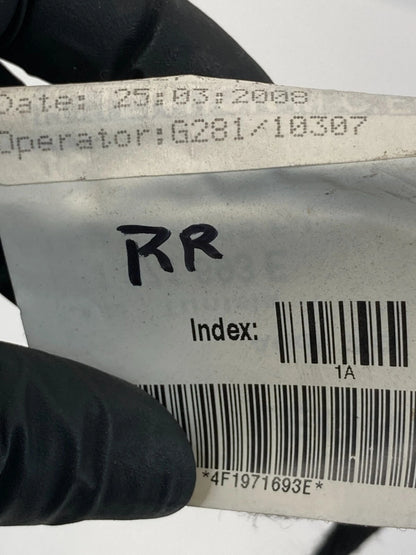 Date: 25:03:2008
Operator:G281/10307
RR
Index:
1A
*4F1971693E*